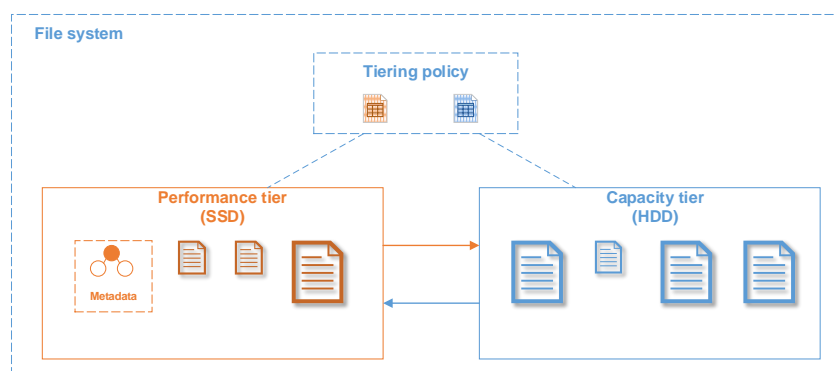 File system
Tiering policy
Performance tier
(SSD)
Metadata
Capacity tier
(HDD)